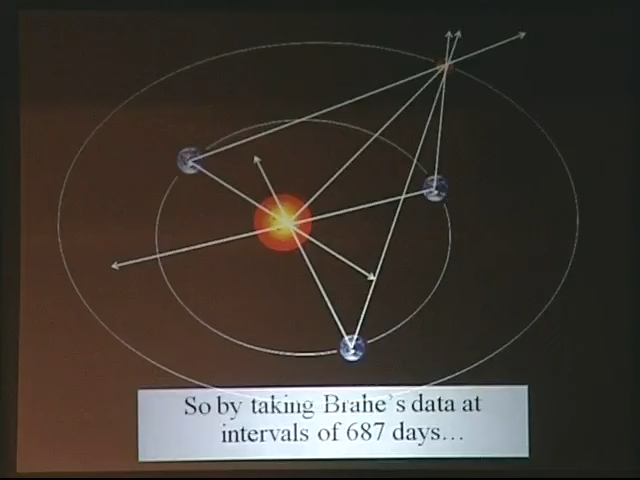 So by taking Brahe's data at
intervals of 687 days…